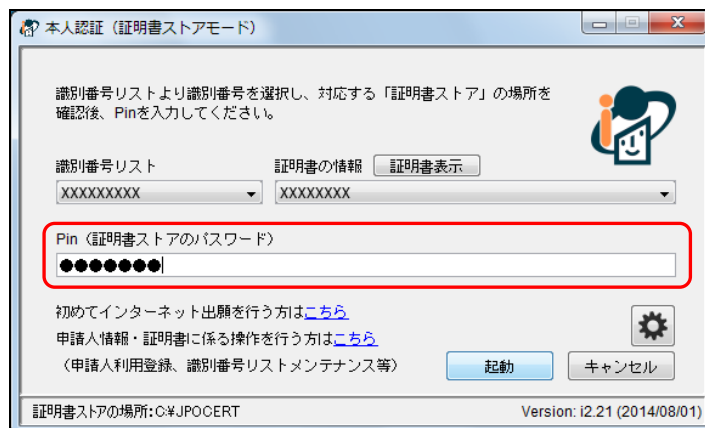 本人認証（証明書ストアモード）
識別番号リストより識別番号を選択し、対応する「証明書ストア」の場所を
確認後、Pinを入力してください。
識別番号リスト 証明書の情報 証明書表示
XXXXXXXXX XXXXXXXX
Pin（証明書ストアのパスワード）
●●●●●●●
初めてインターネット出願を行う方はこちら
申請人情報・証明書に係る操作を行う方はこちら
（申請人利用登録、識別番号リストメンテナンス等） 起動 キャンセル
証明書ストアの場所:C:¥JPOCERT Version: i2.21 (2014/08/01)